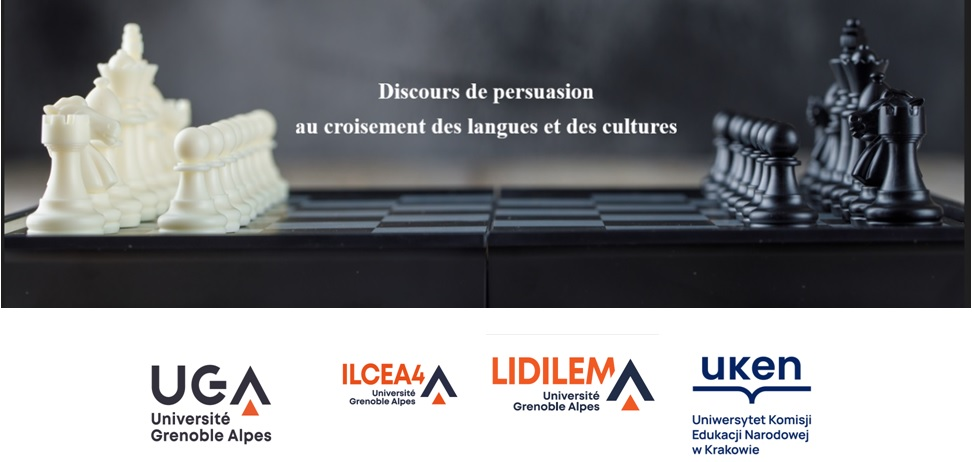 Discours de persuasion
au croisement des langues et des cultures
UGA
Université
Grenoble Alpes
ILCEA4
Université
Grenoble Alpes
LIDILEM
Université
Grenoble Alpes
uken
Uniwersytet Komisji
Edukacji Narodowej
w Krakowie